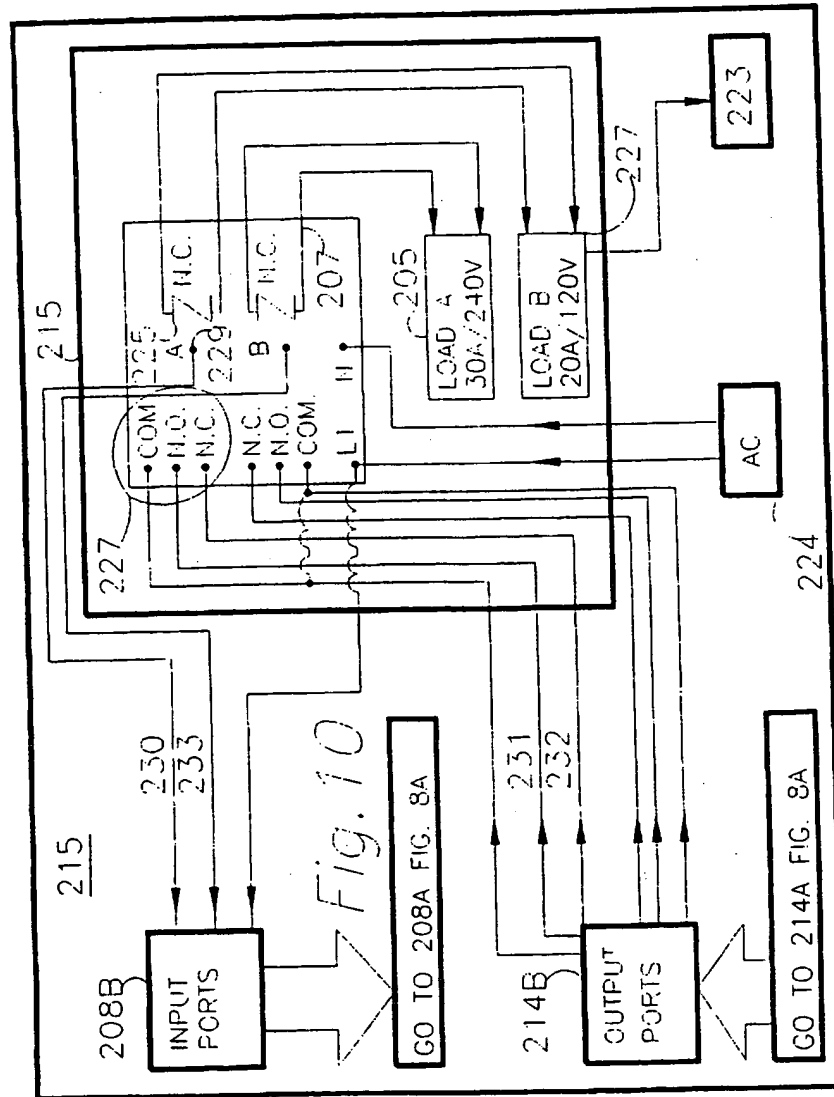 215
208B
INPUT
PORTS
230
233
GO TO 208A FIG. 8A
Fig. 10
214B
OUTPUT
PORTS
231
232
GO TO 214A FIG. 8A
215
227
COM
N.O.
N.C.
225
A
229
N.C.
N.C.
N.O.
COM.
B
N.C.
L1
N
207
205
LOAD A
30A/240V
LOAD B
20A/120V
227
AC
224
223